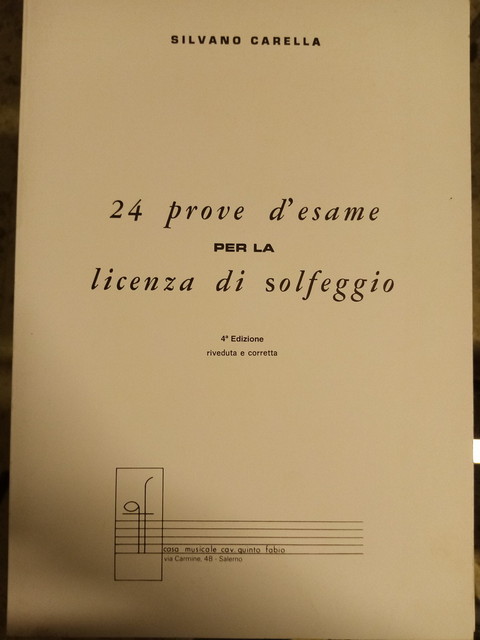 SILVANO CARELLA
24 prove d'esame
PER LA
licenza di solfeggio
4ª Edizione
riveduta e corretta
qf
casa musicale cav. quinto fabio
via Carmine, 48 - Salerno